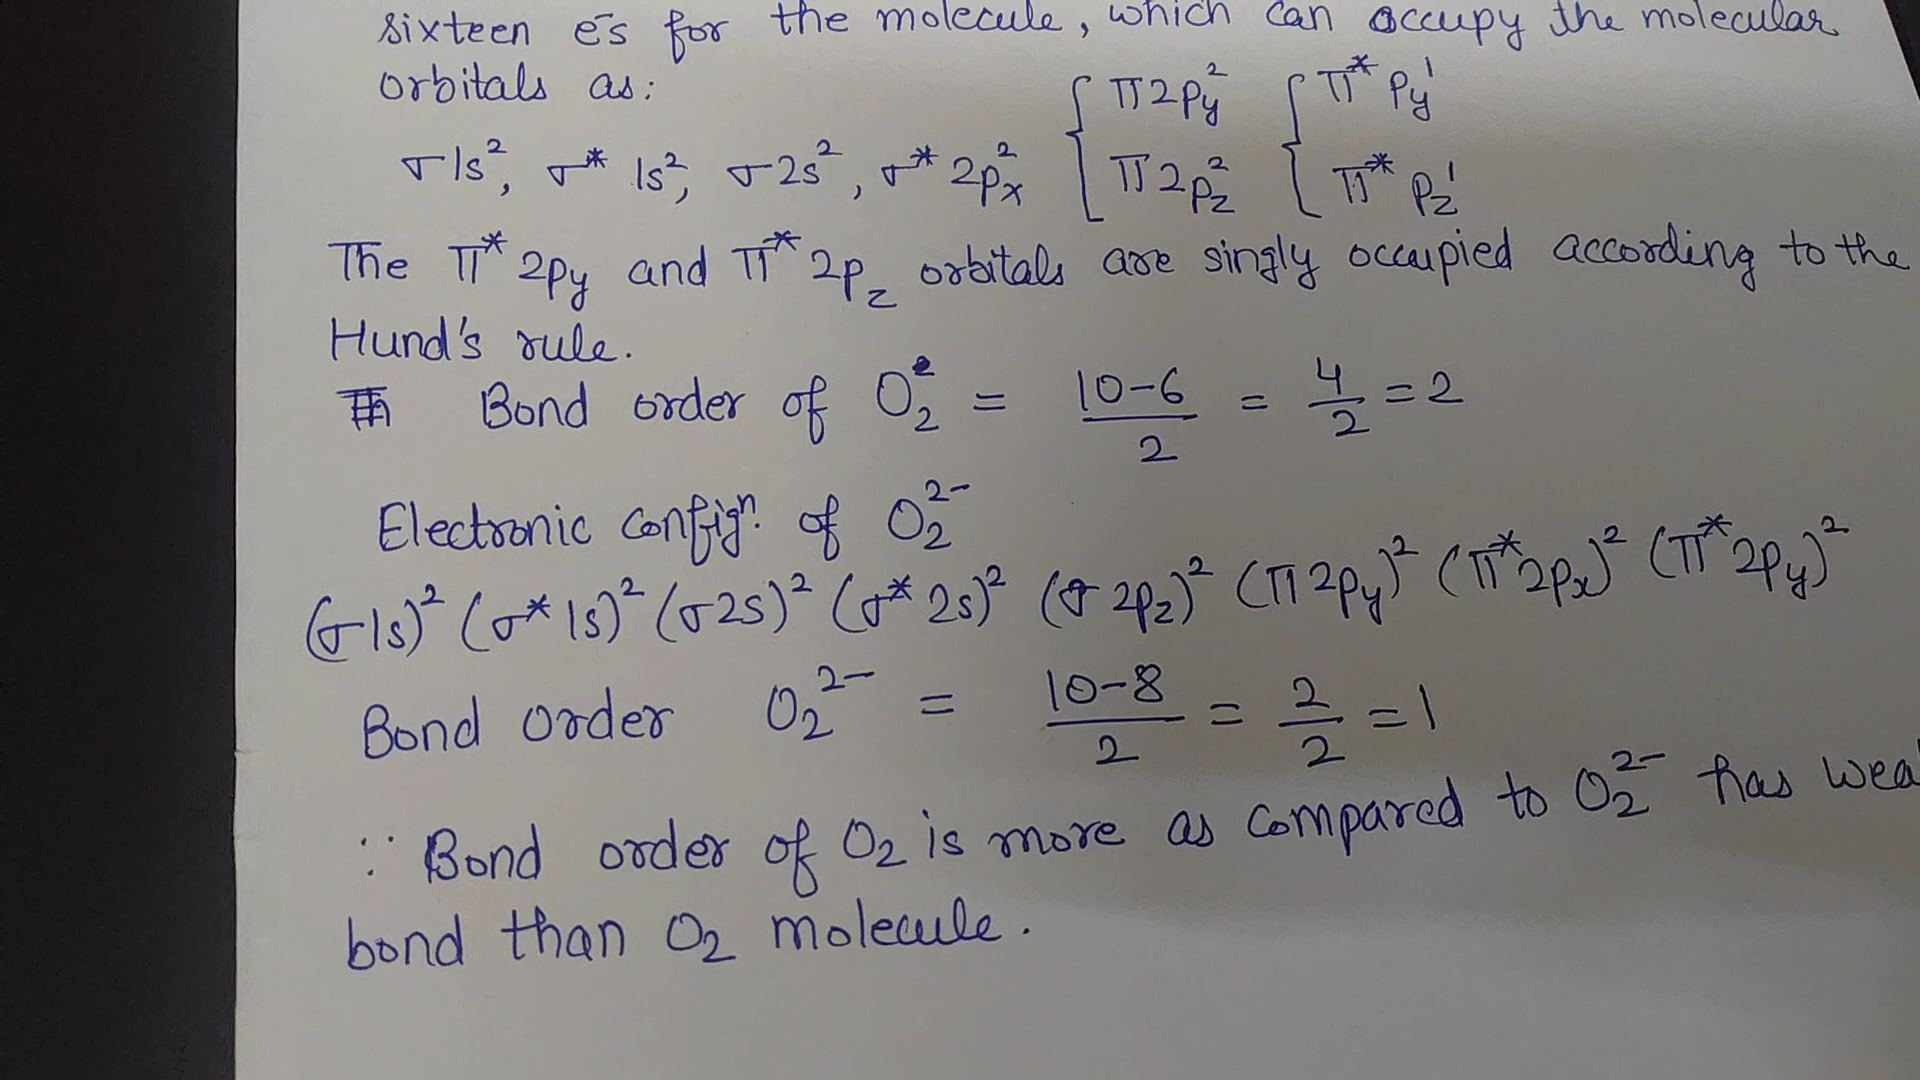 sixteen e⁻s for the molecule, which can occupy the molecular
orbitals as:
σ1s², σ* 1s², σ2s², σ* 2px² { π2py² π2pz² { π* py¹ π* pz¹
The π* 2py and π* 2pz orbitals are singly occupied according to the
Hund's rule.
Bond order of O₂ = 10-6/2 = 4/2 = 2
Electronic configⁿ. of O₂²⁻
(σ1s)² (σ* 1s)² (σ2s)² (σ* 2s)² (σ 2pz)² (π 2py)² (π* 2px)² (π* 2py)²
Bond order O₂²⁻ = 10-8/2 = 2/2 = 1
∵ Bond order of O₂ is more as compared to O₂²⁻ has wea
bond than O₂ molecule.